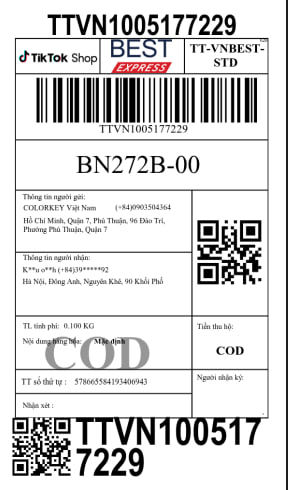 TTVN1005177229
TikTok Shop
BEST
EXPRESS
TT-VNBEST-
STD
TTVN1005177229
BN272B-00
Thông tin người gửi:
COLORKEY Việt Nam (+84)0903504364
Hồ Chí Minh, Quận 7, Phú Thuận, 96 Đào Trí,
Phường Phú Thuận, Quận 7
Thông tin người nhận:
K**u o**h (+84)39*****92
Hà Nội, Đông Anh, Nguyên Khê, 90 Khối Phố
TL tính phí: 0.100 KG
Nội dung hàng hóa: Mặc định
COD
Tiền thu hộ:
COD
TT số thứ tự : 578665584193406943
Người nhận ký:
Nhận xét :
TTVN100517
7229